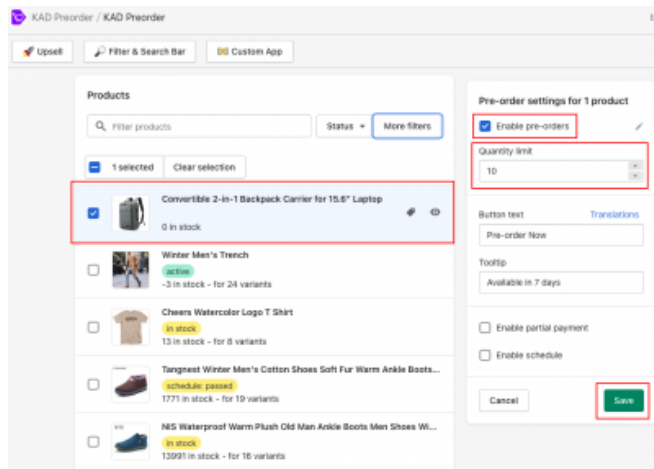 KAD Preorder / KAD Preorder
Upsell
Filter & Search Bar
Custom App
Products
Filter products
Status
More filters
1 selected
Clear selection
Convertible 2-in-1 Backpack Carrier for 15.6" Laptop
0 in stock
Winter Men's Trench
active
-3 in stock - for 24 variants
Cheers Watercolor Logo T Shirt
in stock
13 in stock - for 8 variants
Tangnest Winter Men's Cotton Shoes Soft Fur Warm Ankle Boots...
schedule: passed
1771 in stock - for 19 variants
NIS Waterproof Warm Plush Old Man Ankle Boots Men Shoes Wi...
in stock
13991 in stock - for 16 variants
Pre-order settings for 1 product
Enable pre-orders
Quantity limit
10
Button text
Translations
Pre-order Now
Tooltip
Available in 7 days
Enable partial payment
Enable schedule
Cancel
Save